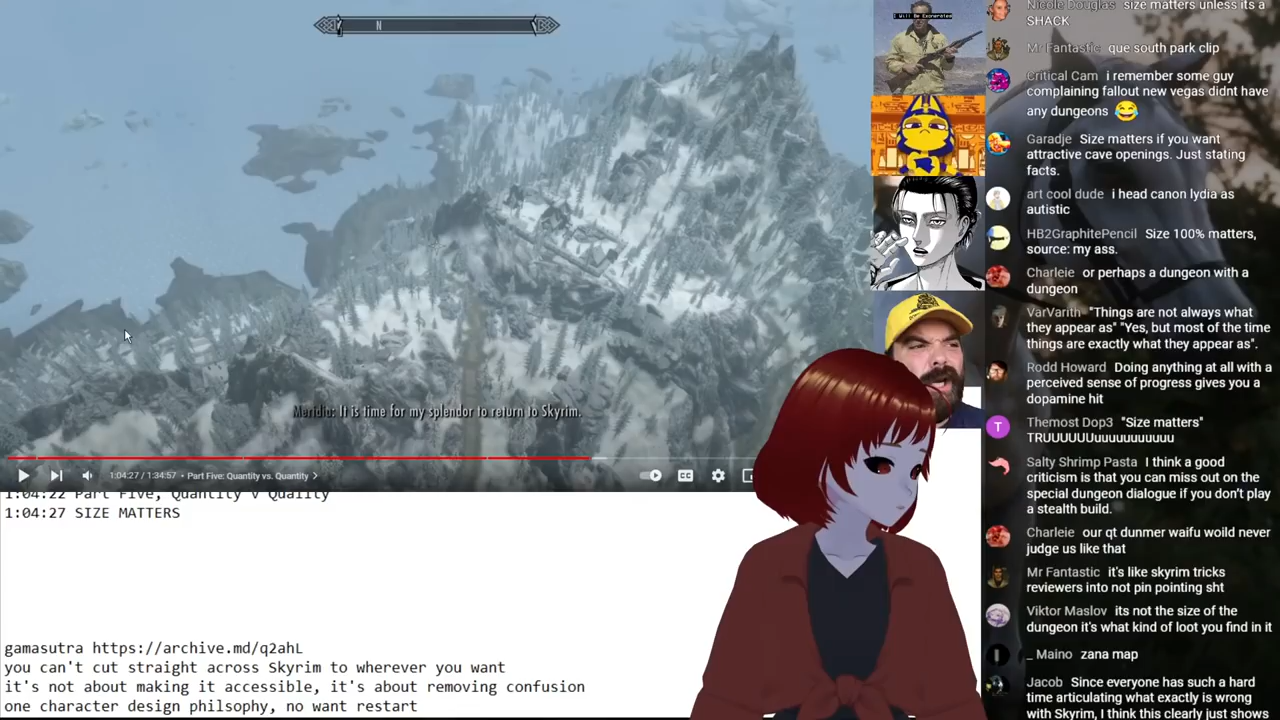 N
I Will Be Exonerated
Meridia: It is time for my splendor to return to Skyrim.
1:04:27 / 1:34:57 • Part Five: Quantity vs. Quantity >
CC
1:04:22 Part Five, Quantity v Quality
1:04:27 SIZE MATTERS
gamasutra https://archive.md/q2ahL
you can't cut straight across Skyrim to wherever you want
it's not about making it accessible, it's about removing confusion
one character design philsophy, no want restart
Nicole Douglas size matters unless its a
SHACK
Mr Fantastic que south park clip
Critical Cam i remember some guy
complaining fallout new vegas didnt have
any dungeons 😂
Garadje Size matters if you want
attractive cave openings. Just stating
facts.
art cool dude i head canon lydia as
autistic
HB2GraphitePencil Size 100% matters,
source: my ass.
Charleie or perhaps a dungeon with a
dungeon
VarVarith "Things are not always what
they appear as" "Yes, but most of the time
things are exactly what they appear as".
Rodd Howard Doing anything at all with a
perceived sense of progress gives you a
dopamine hit
T
Themost Dop3 "Size matters"
TRUUUUUUuuuuuuuuuuu
Salty Shrimp Pasta I think a good
criticism is that you can miss out on the
special dungeon dialogue if you don't play
a stealth build.
Charleie our qt dunmer waifu woild never
judge us like that
Mr Fantastic it's like skyrim tricks
reviewers into not pin pointing sht
Viktor Maslov its not the size of the
dungeon it's what kind of loot you find in it
_ Maino zana map
Jacob Since everyone has such a hard
time articulating what exactly is wrong
with Skyrim, I think this clearly just shows